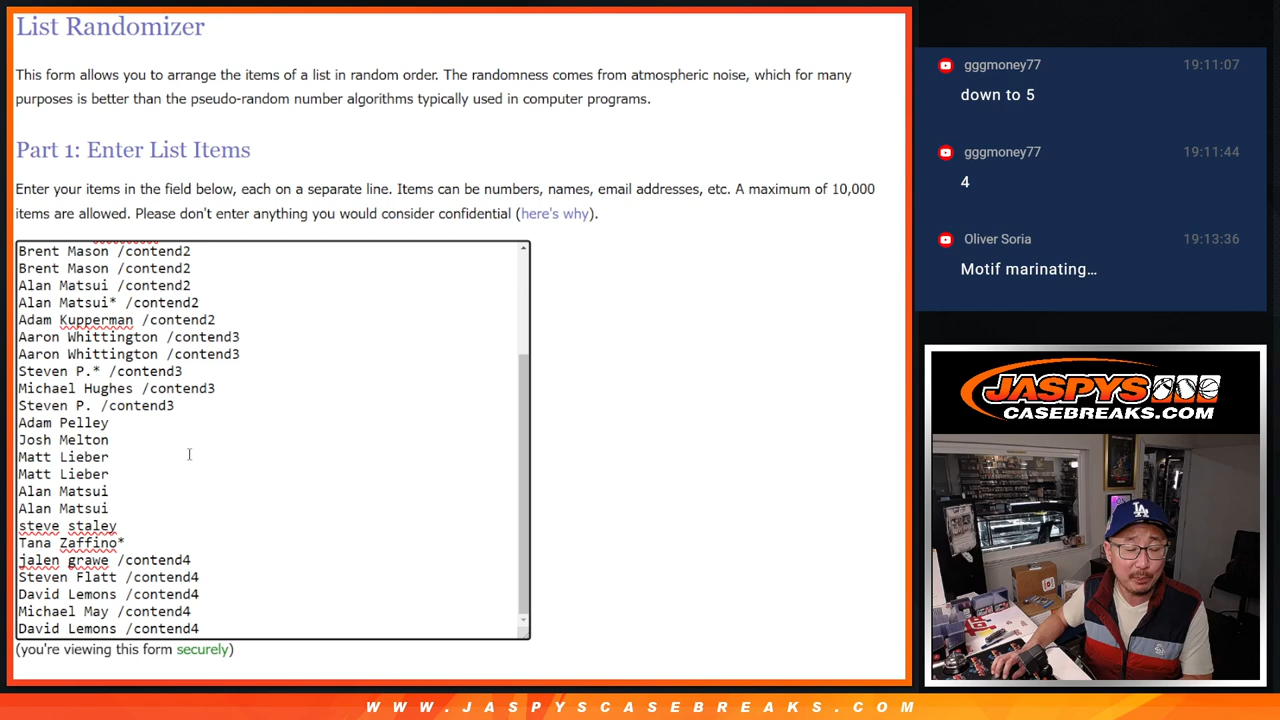 List Randomizer
This form allows you to arrange the items of a list in random order. The randomness comes from atmospheric noise, which for many
purposes is better than the pseudo-random number algorithms typically used in computer programs.
Part 1: Enter List Items
Enter your items in the field below, each on a separate line. Items can be numbers, names, email addresses, etc. A maximum of 10,000
items are allowed. Please don't enter anything you would consider confidential (here's why).
Brent Mason /contend2
Brent Mason /contend2
Alan Matsui /contend2
Alan Matsui* /contend2
Adam Kupperman /contend2
Aaron Whittington /contend3
Aaron Whittington /contend3
Steven P.* /contend3
Michael Hughes /contend3
Steven P. /contend3
Adam Pelley
Josh Melton
Matt Lieber
Matt Lieber
Alan Matsui
Alan Matsui
steve staley
Tana Zaffino*
jalen grawe /contend4
Steven Flatt /contend4
David Lemons /contend4
Michael May /contend4
David Lemons /contend4
(you're viewing this form securely)
gggmoney77 19:11:07
down to 5
gggmoney77 19:11:44
4
Oliver Soria 19:13:36
Motif marinating…
JASPYS
CASEBREAKS.COM
LA
WWW.JASPYSCASEBREAKS.COM